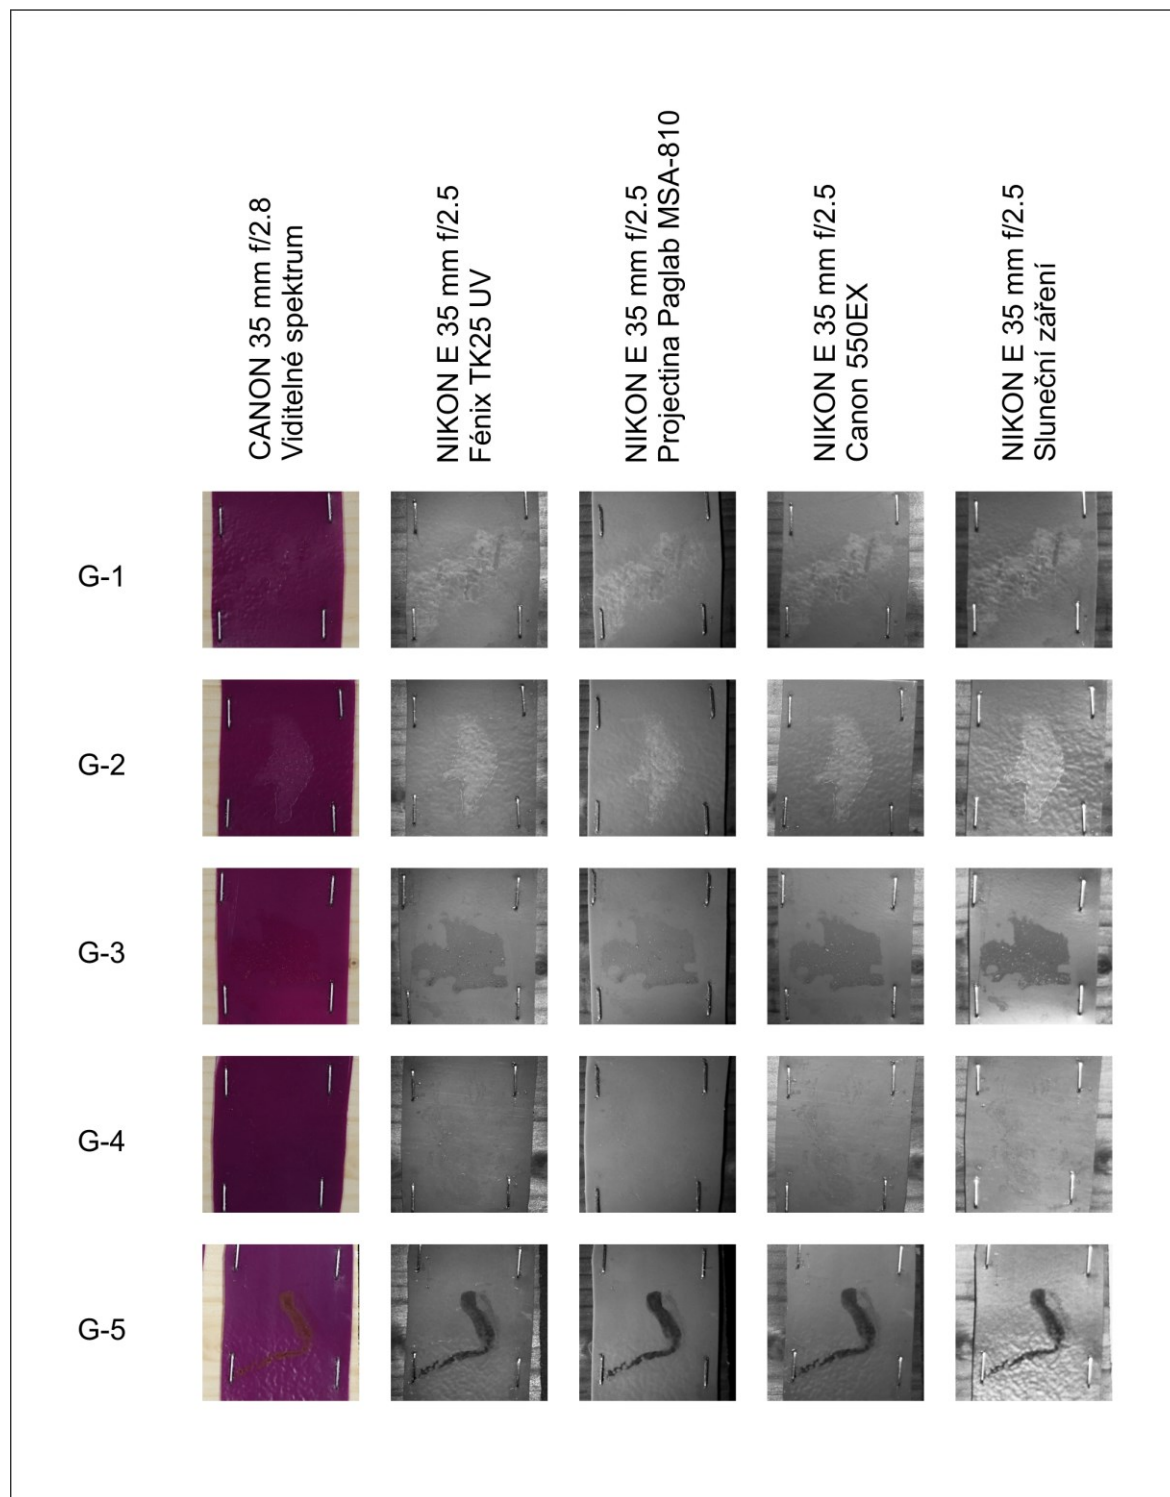 CANON 35 mm f/2.8
Viditelné spektrum
NIKON E 35 mm f/2.5
Fénix TK25 UV
NIKON E 35 mm f/2.5
Projectina Paglab MSA-810
NIKON E 35 mm f/2.5
Canon 550EX
NIKON E 35 mm f/2.5
Sluneční záření
G-1
G-2
G-3
G-4
G-5